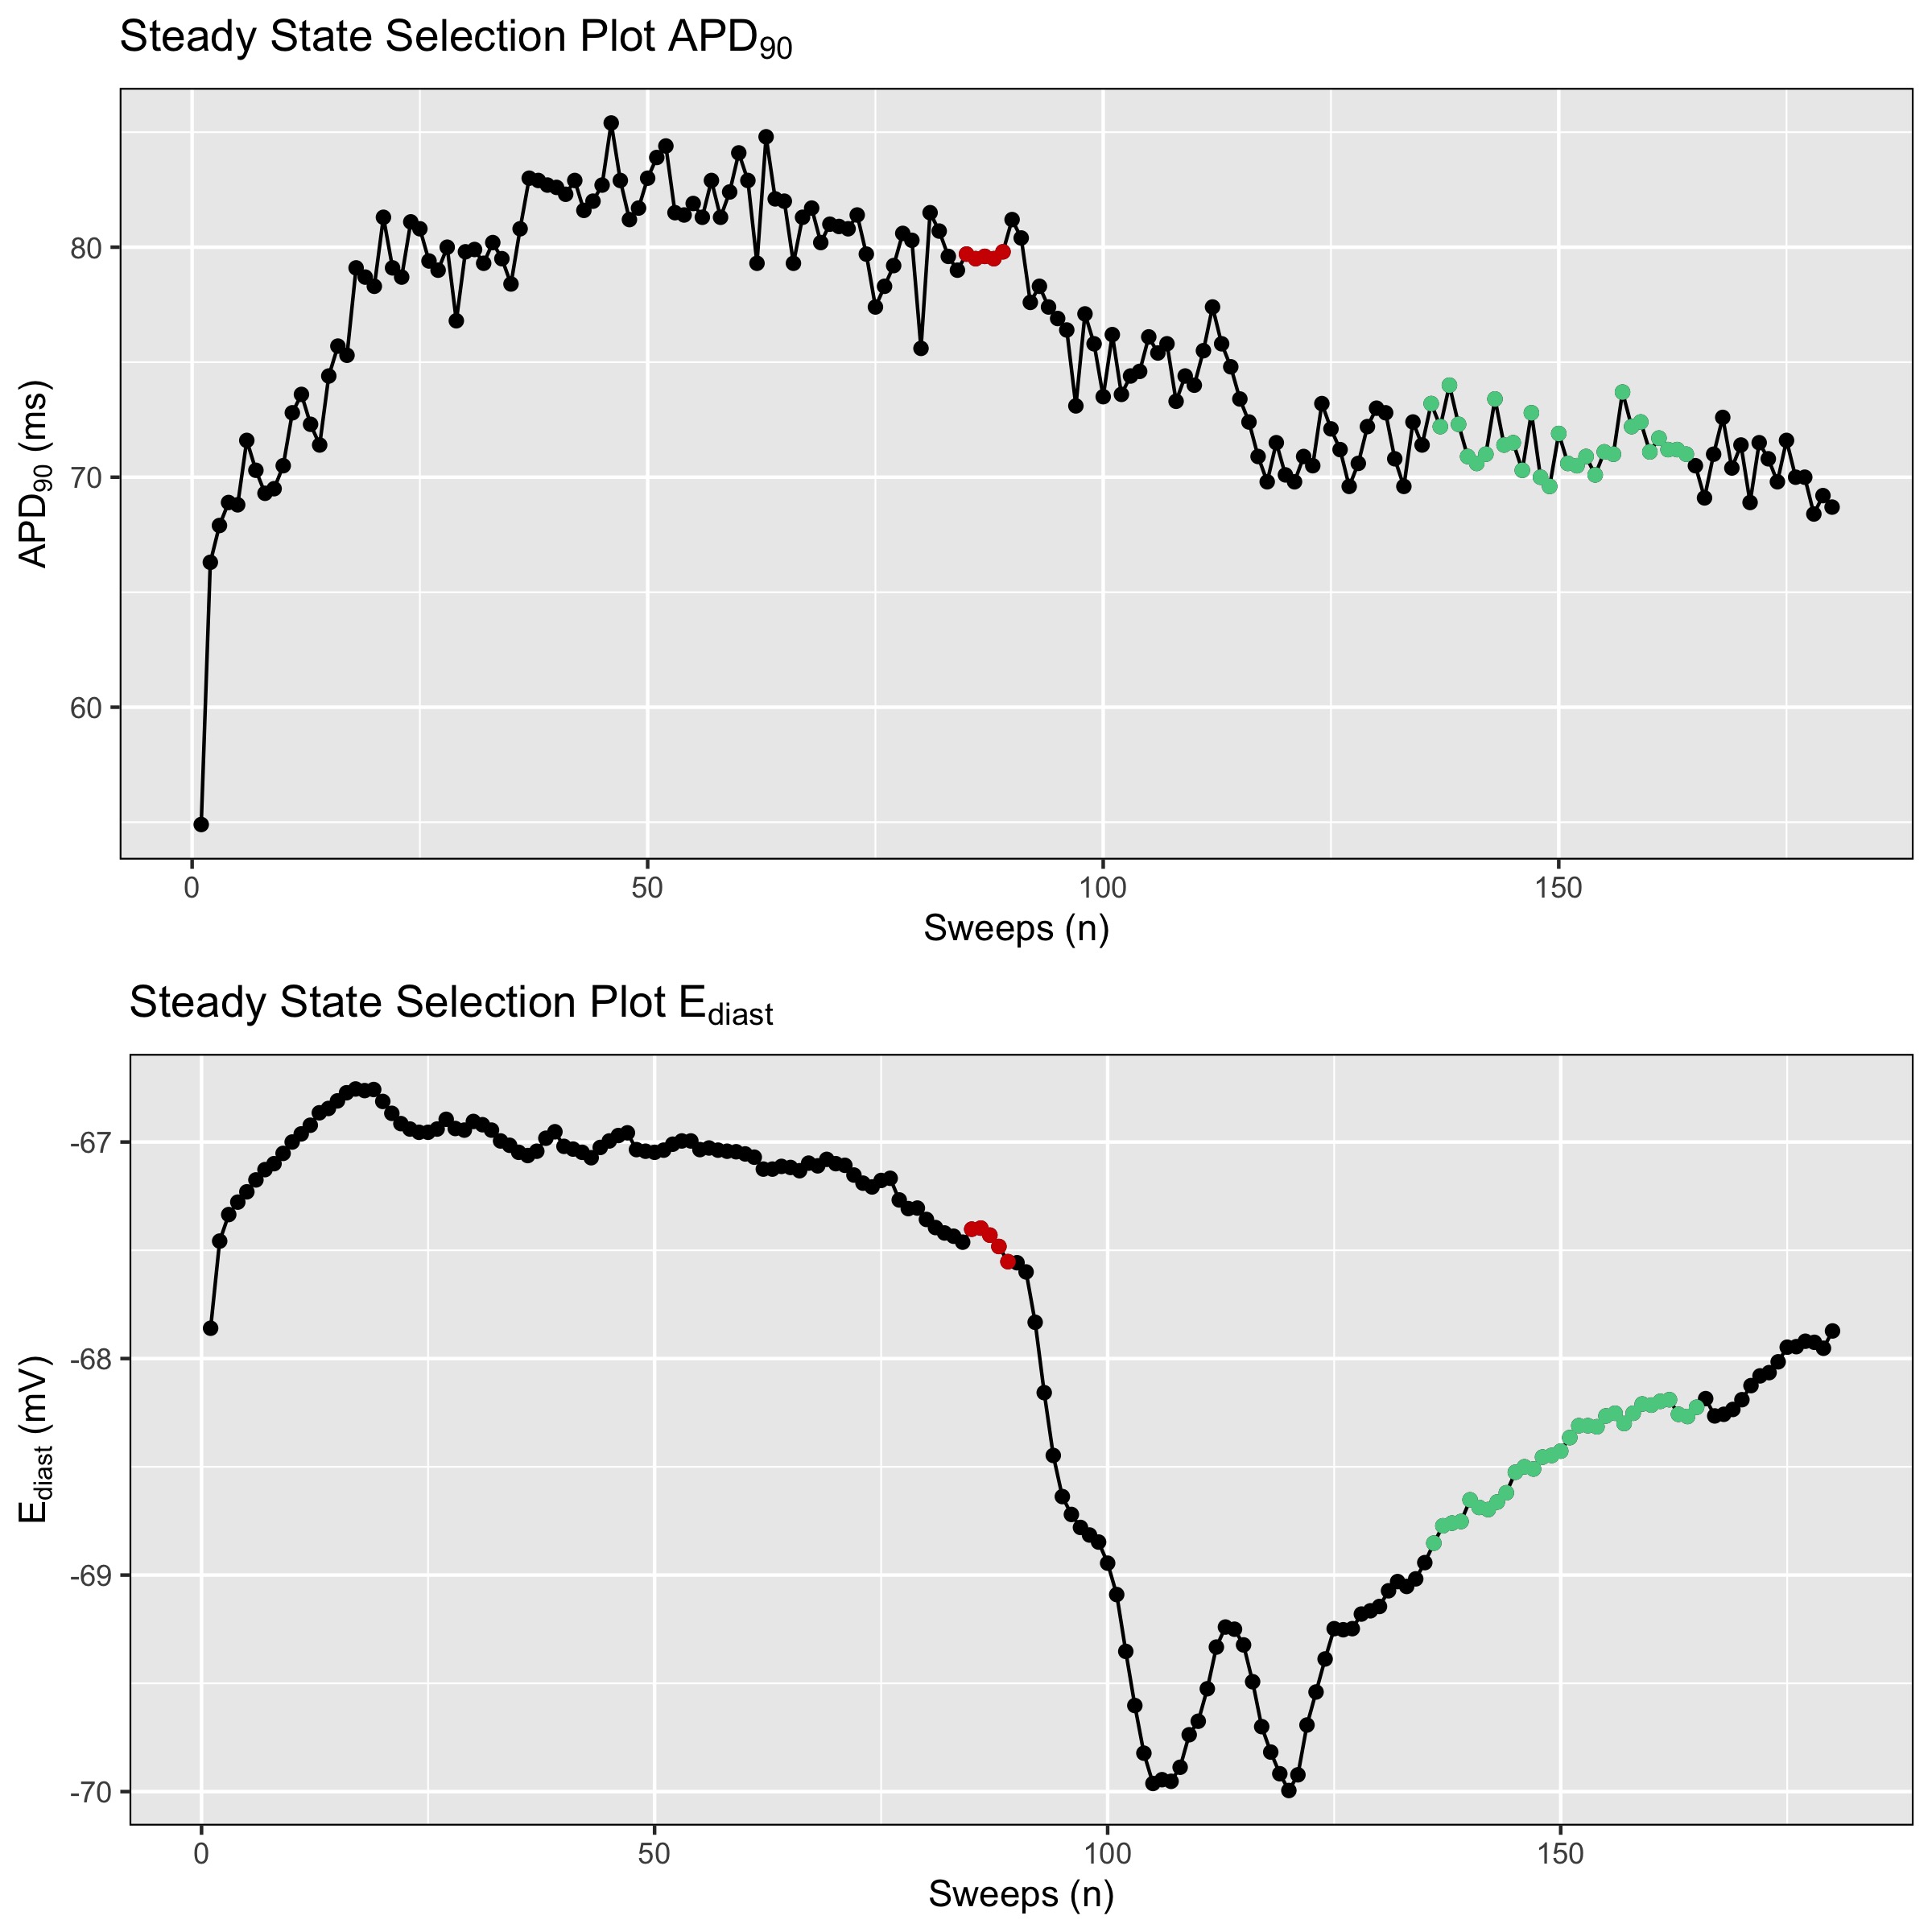 Steady State Selection Plot APD90
APD90 (ms)
80
70
60
0 50 100 150
Sweeps (n)
Steady State Selection Plot Ediast
Ediast (mV)
-67
-68
-69
-70
0 50 100 150
Sweeps (n)